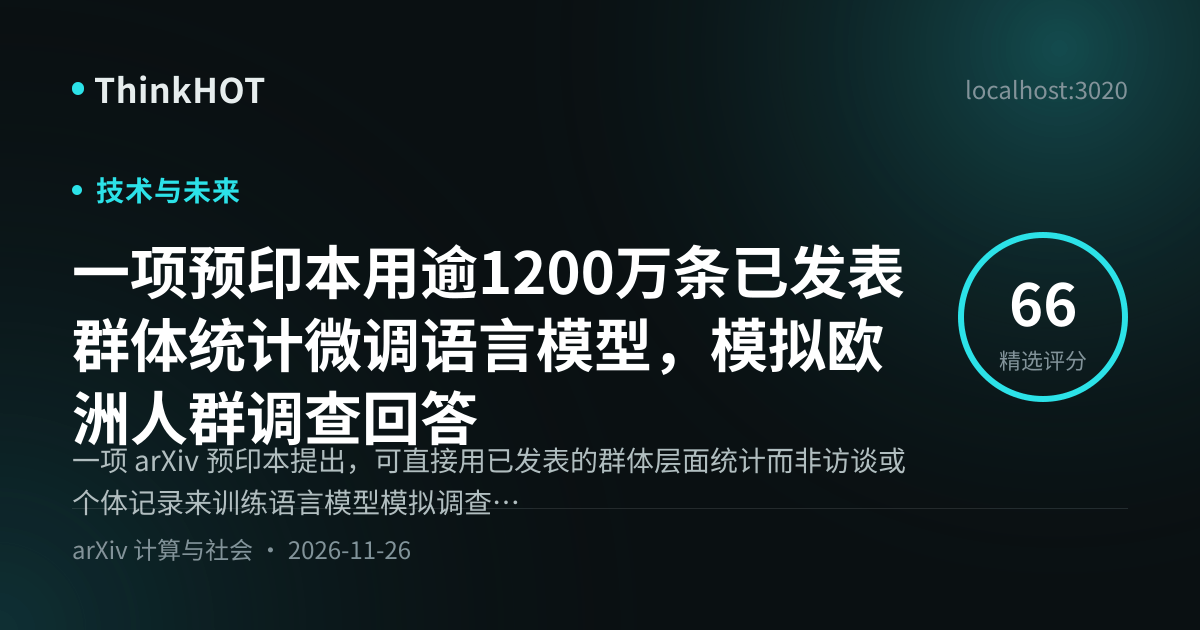 ThinkHOT
localhost:3020
技术与未来
一项预印本用逾1200万条已发表
群体统计微调语言模型，模拟欧
洲人群调查回答
66
精选评分
一项 arXiv 预印本提出，可直接用已发表的群体层面统计而非访谈或
个体记录来训练语言模型模拟调查…
arXiv 计算与社会 · 2026-11-26